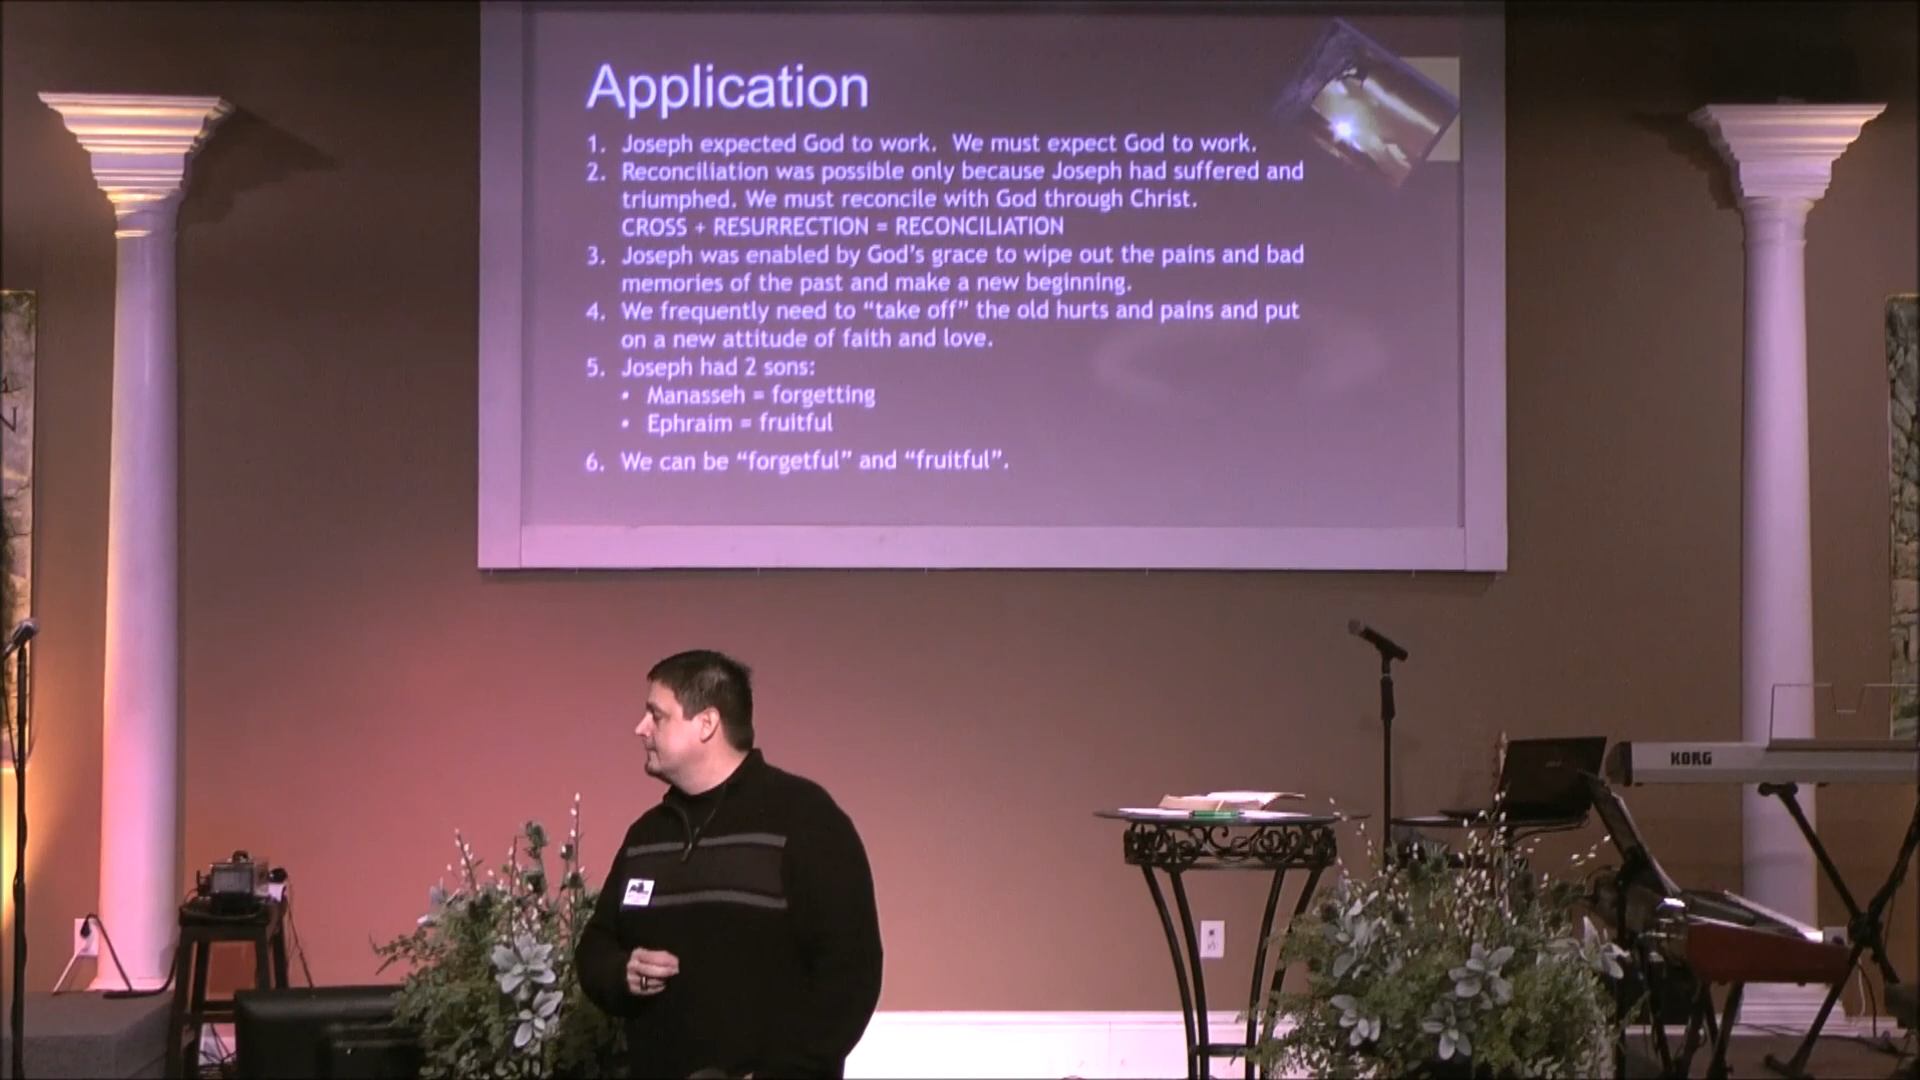 Application
1. Joseph expected God to work. We must expect God to work.
2. Reconciliation was possible only because Joseph had suffered and
triumphed. We must reconcile with God through Christ.
CROSS + RESURRECTION = RECONCILIATION
3. Joseph was enabled by God's grace to wipe out the pains and bad
memories of the past and make a new beginning.
4. We frequently need to “take off” the old hurts and pains and put
on a new attitude of faith and love.
5. Joseph had 2 sons:
• Manasseh = forgetting
• Ephraim = fruitful
6. We can be “forgetful” and “fruitful”.
KORG